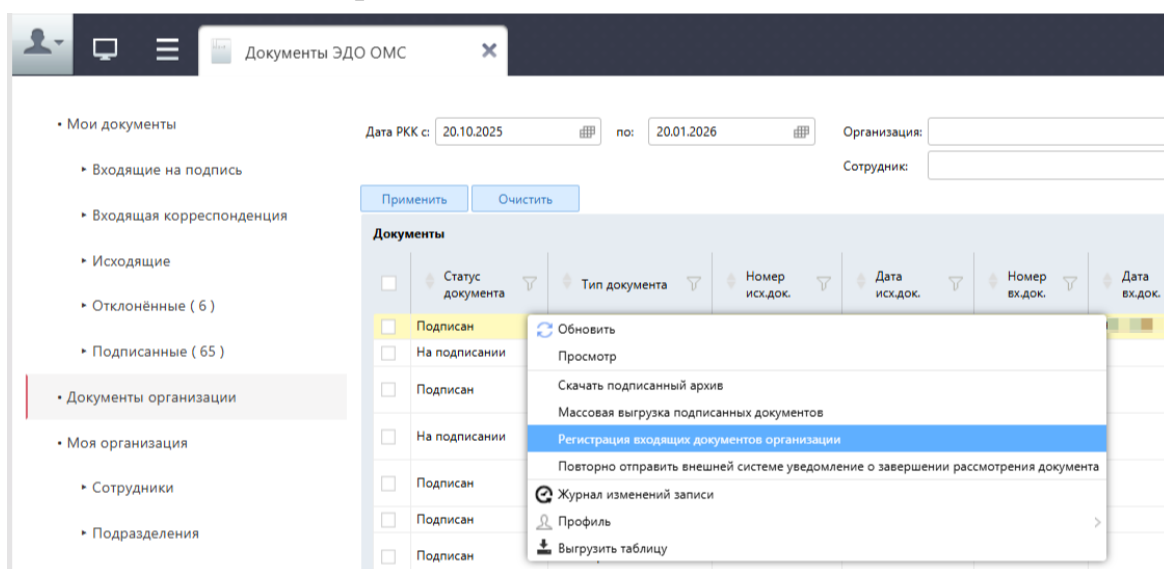 Документы ЭДО ОМС
• Мои документы
Входящие на подпись
Входящая корреспонденция
Исходящие
Отклонённые ( 6 )
Подписанные ( 65 )
• Документы организации
• Моя организация
Сотрудники
Подразделения
Дата РКК с: 20.10.2025 по: 20.01.2026 Организация:
Сотрудник:
Применить Очистить
Документы
Статус документа Тип документа Номер исх.док. Дата исх.док. Номер вх.док. Дата вх.док.
Подписан
На подписании
Подписан
На подписании
Подписан
Подписан
Подписан
Обновить
Просмотр
Скачать подписанный архив
Массовая выгрузка подписанных документов
Регистрация входящих документов организации
Повторно отправить внешней системе уведомление о завершении рассмотрения документа
Журнал изменений записи
Профиль
Выгрузить таблицу